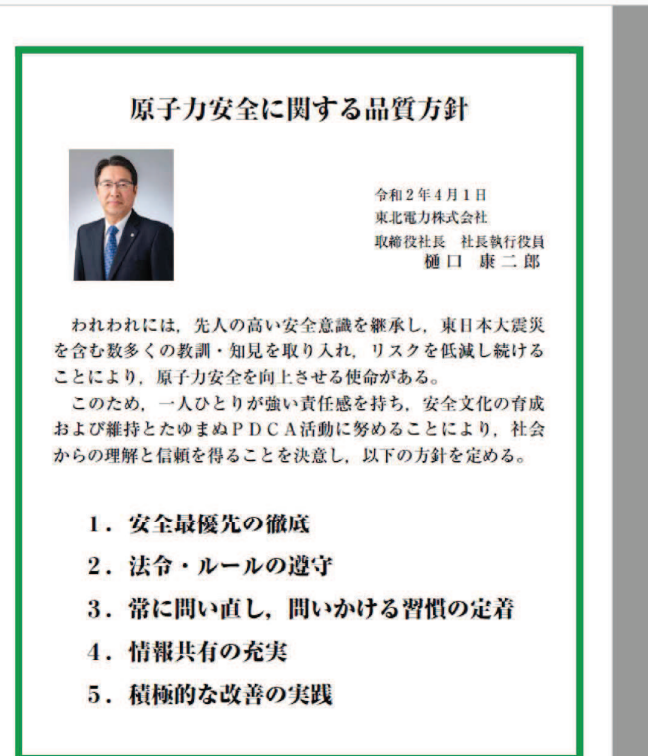 原子力安全に関する品質方針
令和２年４月１日
東北電力株式会社
取締役社長　社長執行役員
樋口　康二郎
われわれには，先人の高い安全意識を継承し，東日本大震災
を含む数多くの教訓・知見を取り入れ，リスクを低減し続ける
ことにより，原子力安全を向上させる使命がある。
このため，一人ひとりが強い責任感を持ち，安全文化の育成
および維持とたゆまぬＰＤＣＡ活動に努めることにより，社会
からの理解と信頼を得ることを決意し，以下の方針を定める。
１．安全最優先の徹底
２．法令・ルールの遵守
３．常に問い直し，問いかける習慣の定着
４．情報共有の充実
５．積極的な改善の実践